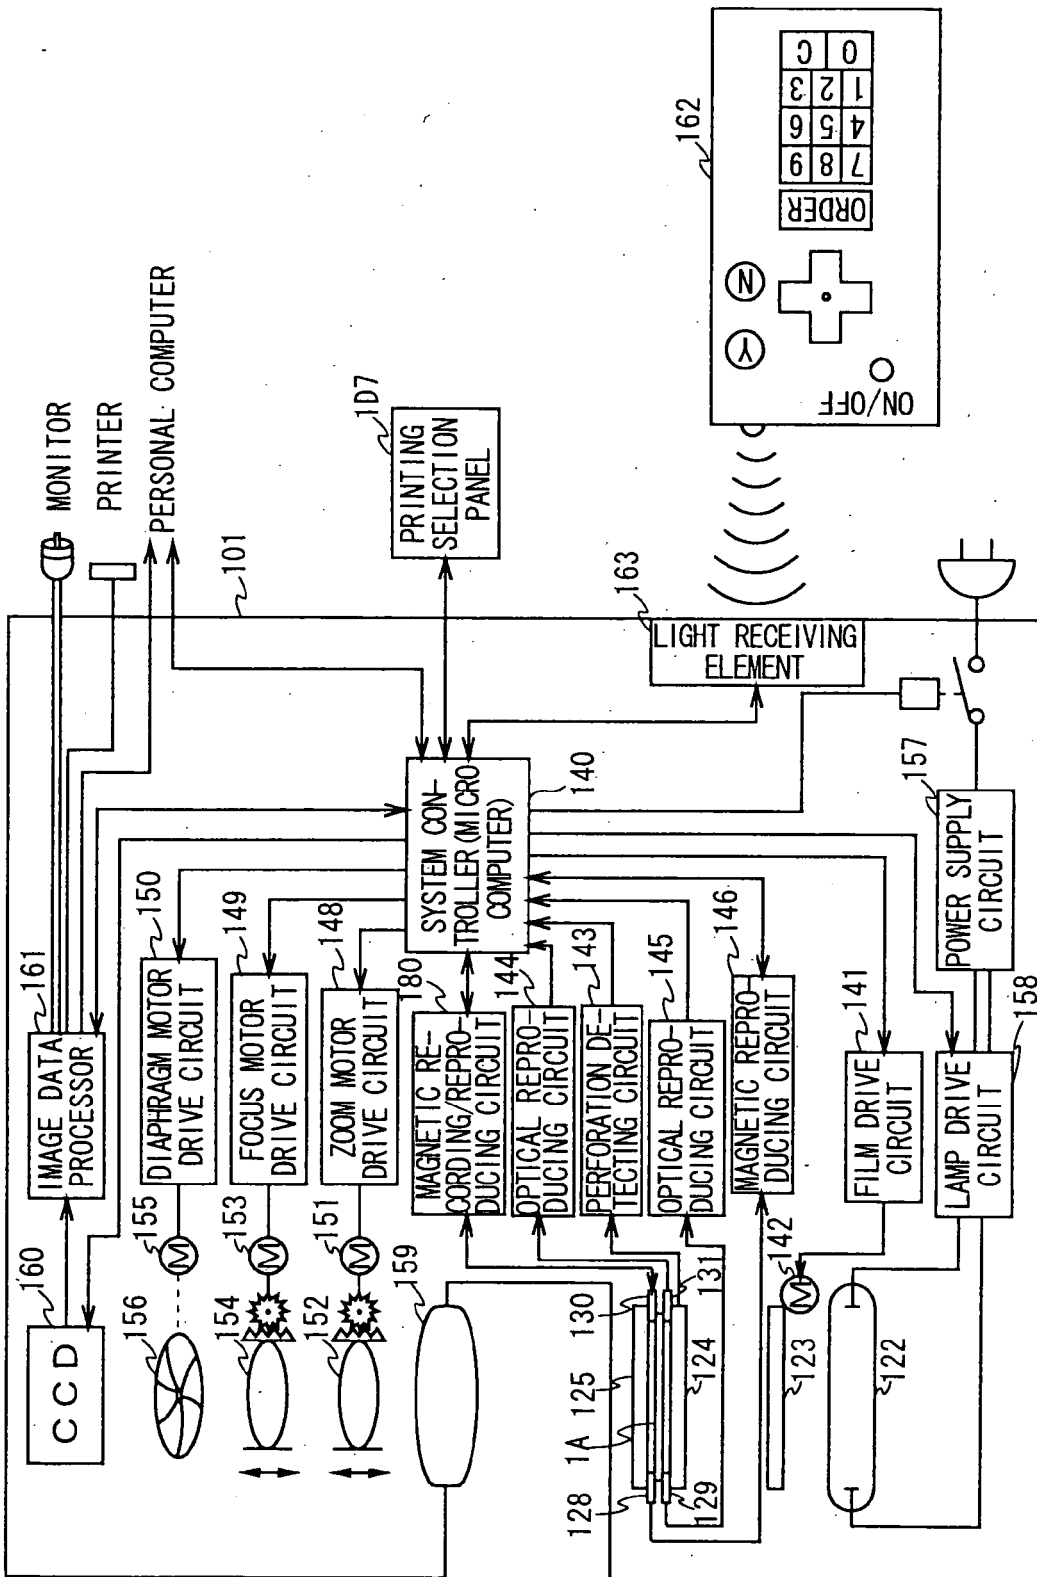 MONITOR
PRINTER
PERSONAL COMPUTER
101
1D7
PRINTING
SELECTION
PANEL
162
ON/OFF
Y
N
ORDER
7 8 9
4 5 6
1 2 3
0 C
163
LIGHT RECEIVING
ELEMENT
140
SYSTEM CON-
TROLLER(MICRO
COMPUTER)
161
IMAGE DATA
PROCESSOR
160
CCD
150
DIAPHRAGM MOTOR
DRIVE CIRCUIT
155
M
156
149
FOCUS MOTOR
DRIVE CIRCUIT
153
M
154
148
ZOOM MOTOR
DRIVE CIRCUIT
151
M
152
159
180
MAGNETIC RE-
CORDING/REPRO-
DUCING CIRCUIT
144
OPTICAL REPRO-
DUCING CIRCUIT
143
PERFORATION DE-
TECTING CIRCUIT
145
OPTICAL REPRO-
DUCING CIRCUIT
146
MAGNETIC REPRO-
DUCING CIRCUIT
130
131
125
1A
124
128
129
141
FILM DRIVE
CIRCUIT
142
M
123
122
157
POWER SUPPLY
CIRCUIT
158
LAMP DRIVE
CIRCUIT